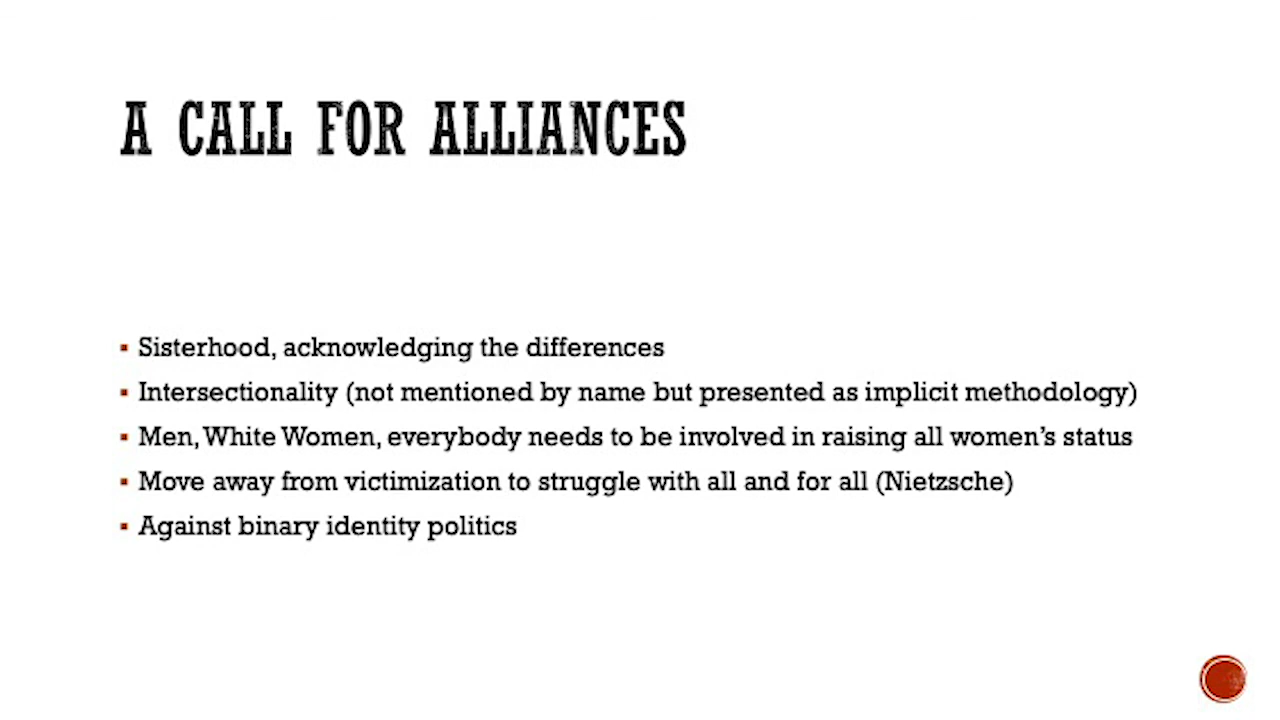 A CALL FOR ALLIANCES
Sisterhood, acknowledging the differences
Intersectionality (not mentioned by name but presented as implicit methodology)
Men, White Women, everybody needs to be involved in raising all women’s status
Move away from victimization to struggle with all and for all (Nietzsche)
Against binary identity politics